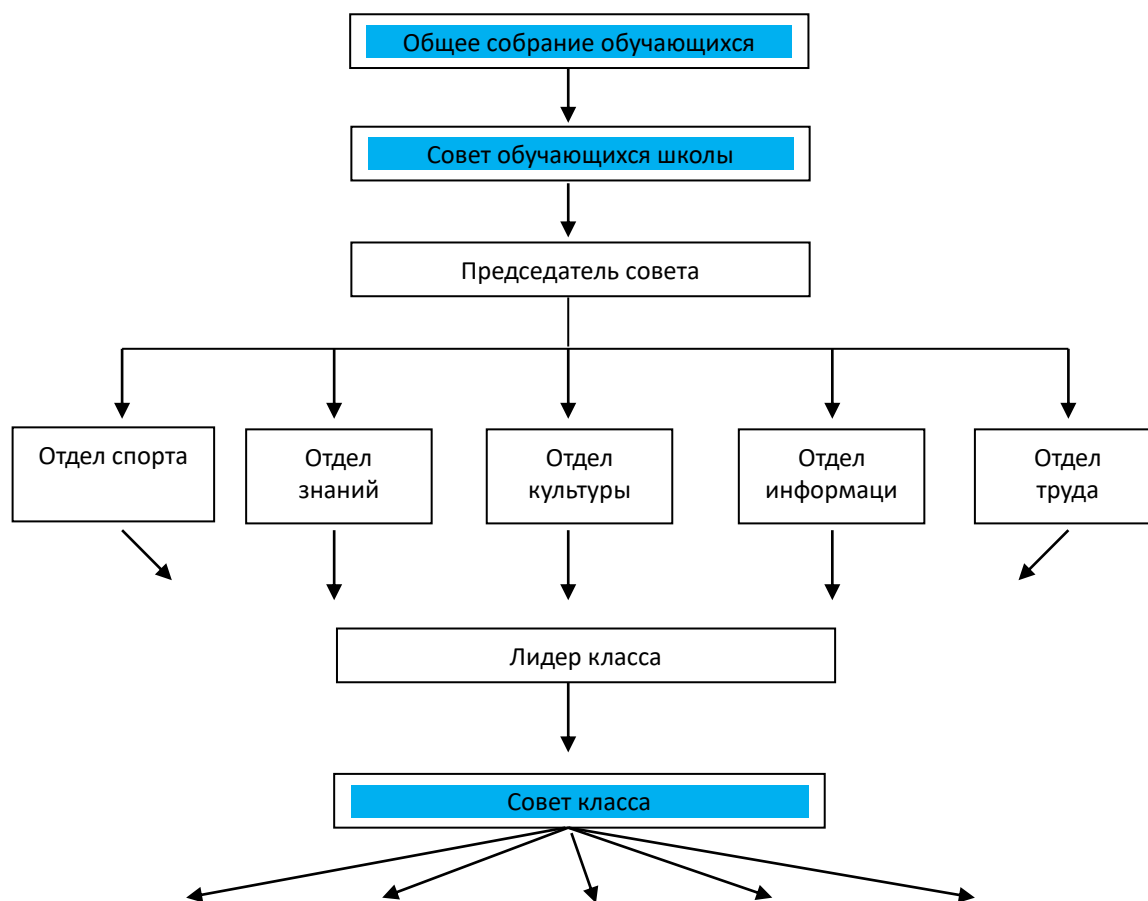 Общее собрание обучающихся
Совет обучающихся школы
Председатель совета
Отдел спорта
Отдел
знаний
Отдел
культуры
Отдел
информаци
Отдел
труда
Лидер класса
Совет класса